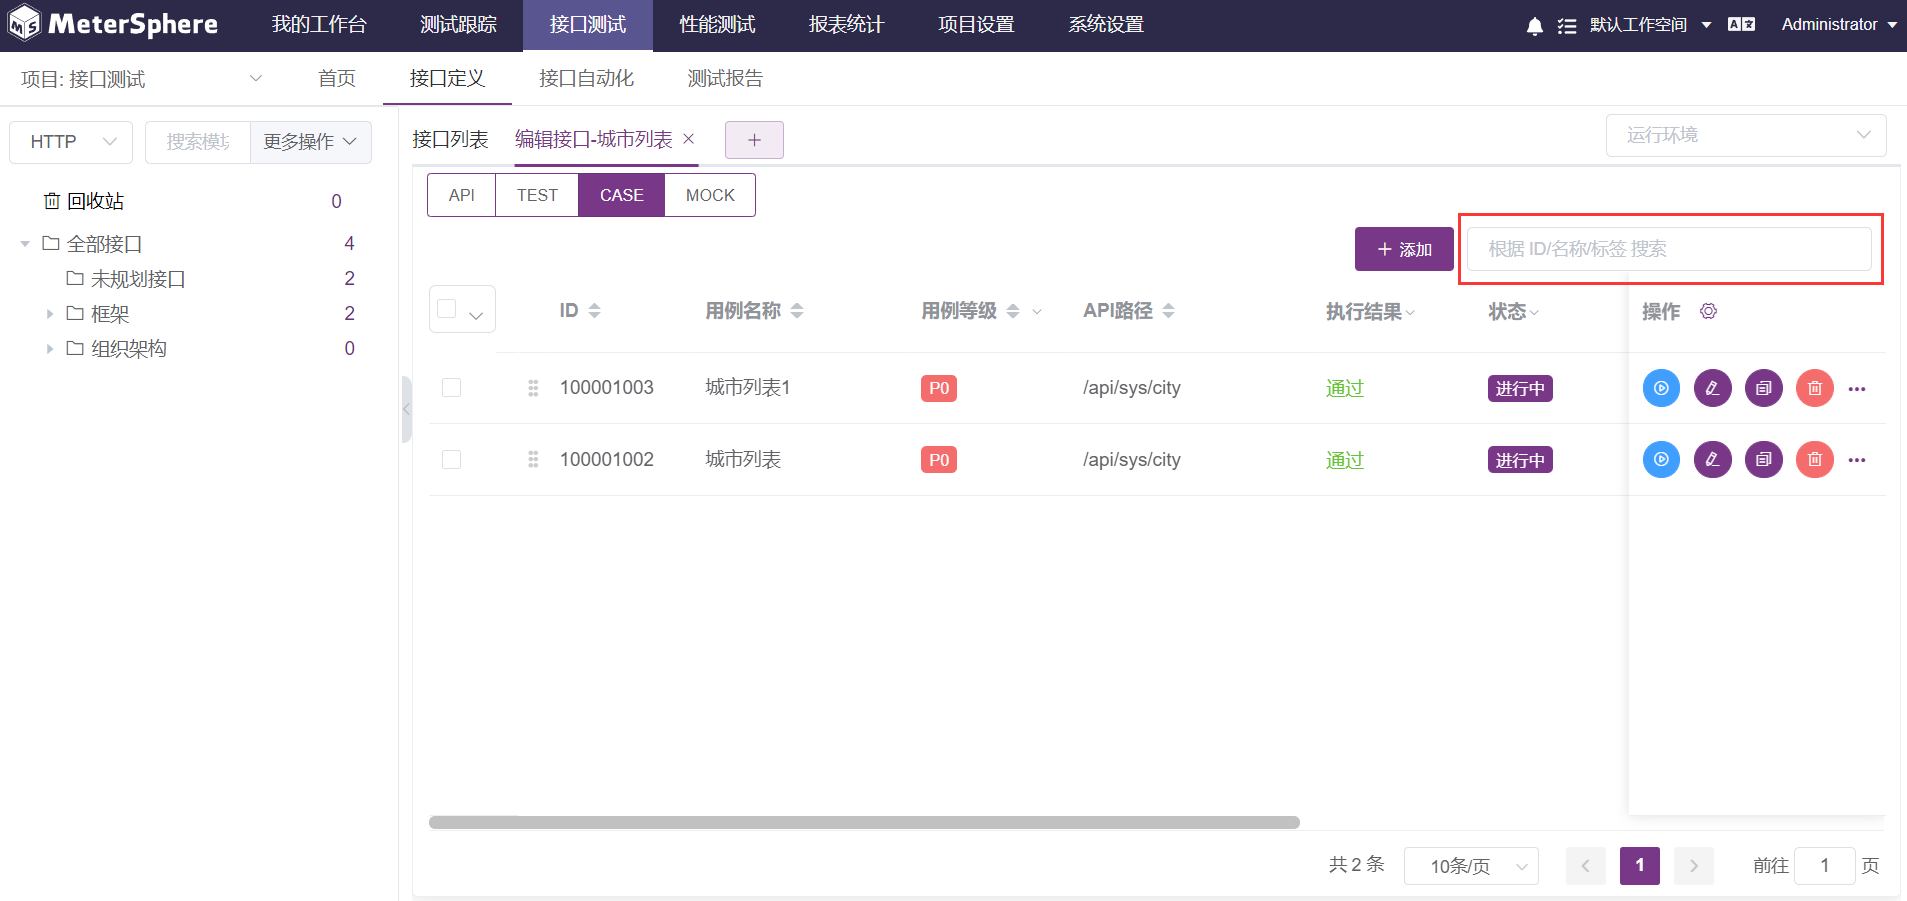 MeterSphere 我的工作台 测试跟踪 接口测试 性能测试 报表统计 项目设置 系统设置 默认工作空间 Administrator
项目: 接口测试 首页 接口定义 接口自动化 测试报告
HTTP 搜索模块 更多操作 接口列表 编辑接口-城市列表 运行环境
API TEST CASE MOCK
回收站 0
全部接口 4
未规划接口 2
框架 2
组织架构 0
添加 根据 ID/名称/标签 搜索
ID 用例名称 用例等级 API路径 执行结果 状态 操作
100001003 城市列表1 P0 /api/sys/city 通过 进行中
100001002 城市列表 P0 /api/sys/city 通过 进行中
共 2 条 10条/页 1 前往 1 页